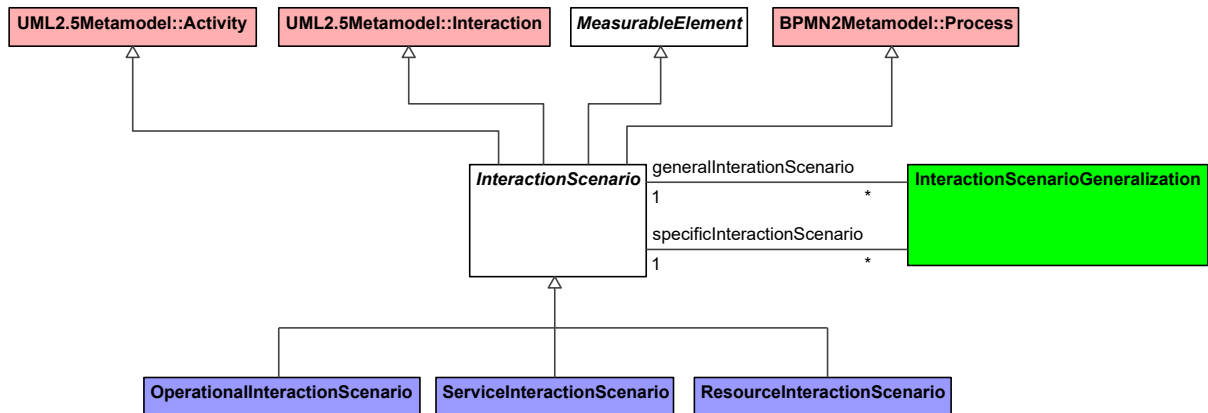 UML2.5Metamodel::Activity
UML2.5Metamodel::Interaction
MeasurableElement
BPMN2Metamodel::Process
InteractionScenario
generalInterationScenario
1
*
InteractionScenarioGeneralization
specificInteractionScenario
1
*
OperationalInteractionScenario
ServiceInteractionScenario
ResourceInteractionScenario